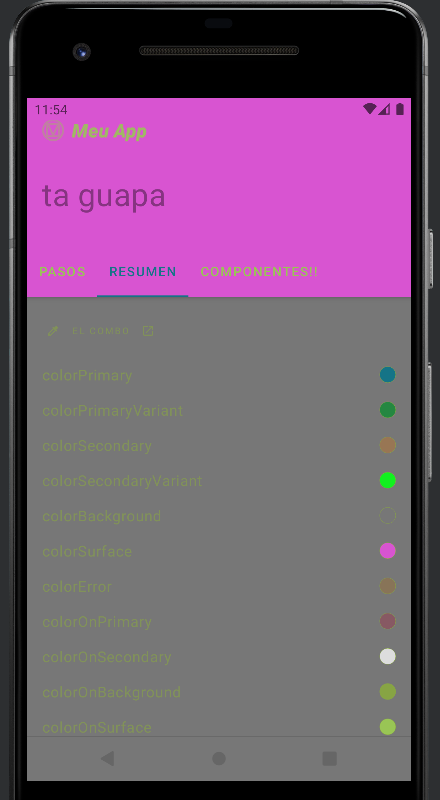 11:54
Meu App
ta guapa
PASOS RESUMEN COMPONENTES!!
EL COMBO
colorPrimary
colorPrimaryVariant
colorSecondary
colorSecondaryVariant
colorBackground
colorSurface
colorError
colorOnPrimary
colorOnSecondary
colorOnBackground
colorOnSurface